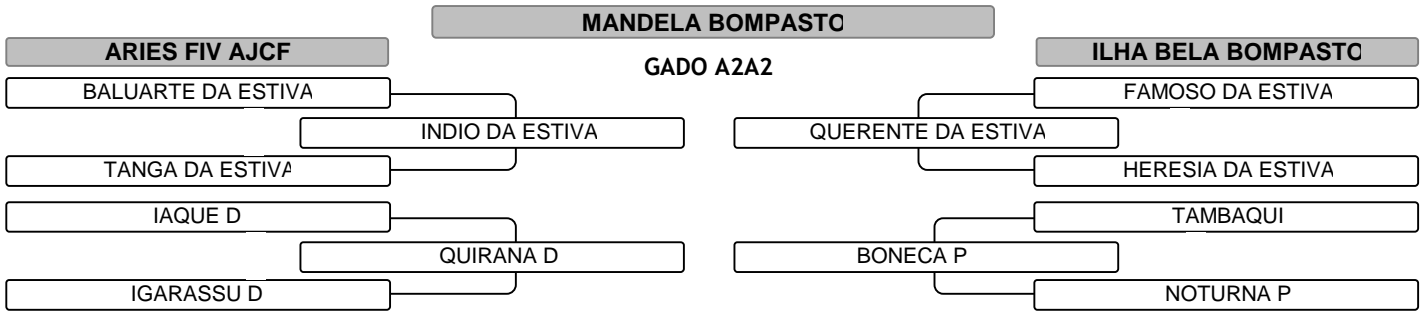 MANDELA BOMPASTO
ARIES FIV AJCF
ILHA BELA BOMPASTO
GADO A2A2
BALUARTE DA ESTIVA
FAMOSO DA ESTIVA
INDIO DA ESTIVA
QUERENTE DA ESTIVA
TANGA DA ESTIVA
HERESIA DA ESTIVA
IAQUE D
TAMBAQUI
QUIRANA D
BONECA P
IGARASSU D
NOTURNA P